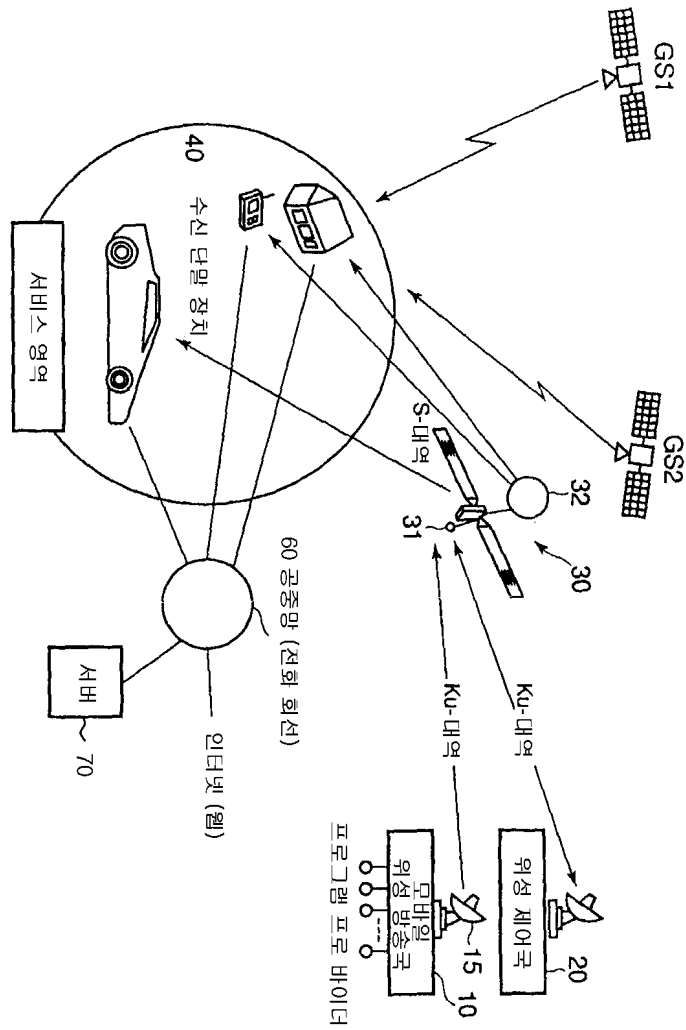 GS1
GS2
32
30
31
S-대역
Ku-대역
Ku-대역
위성 제어국
20
15
모바일
위성 방송국
10
프로그램 프로 바이더
40
수신 단말 장치
서비스 영역
60 공중망 (전화 회선)
인터넷 (웹)
서버
70